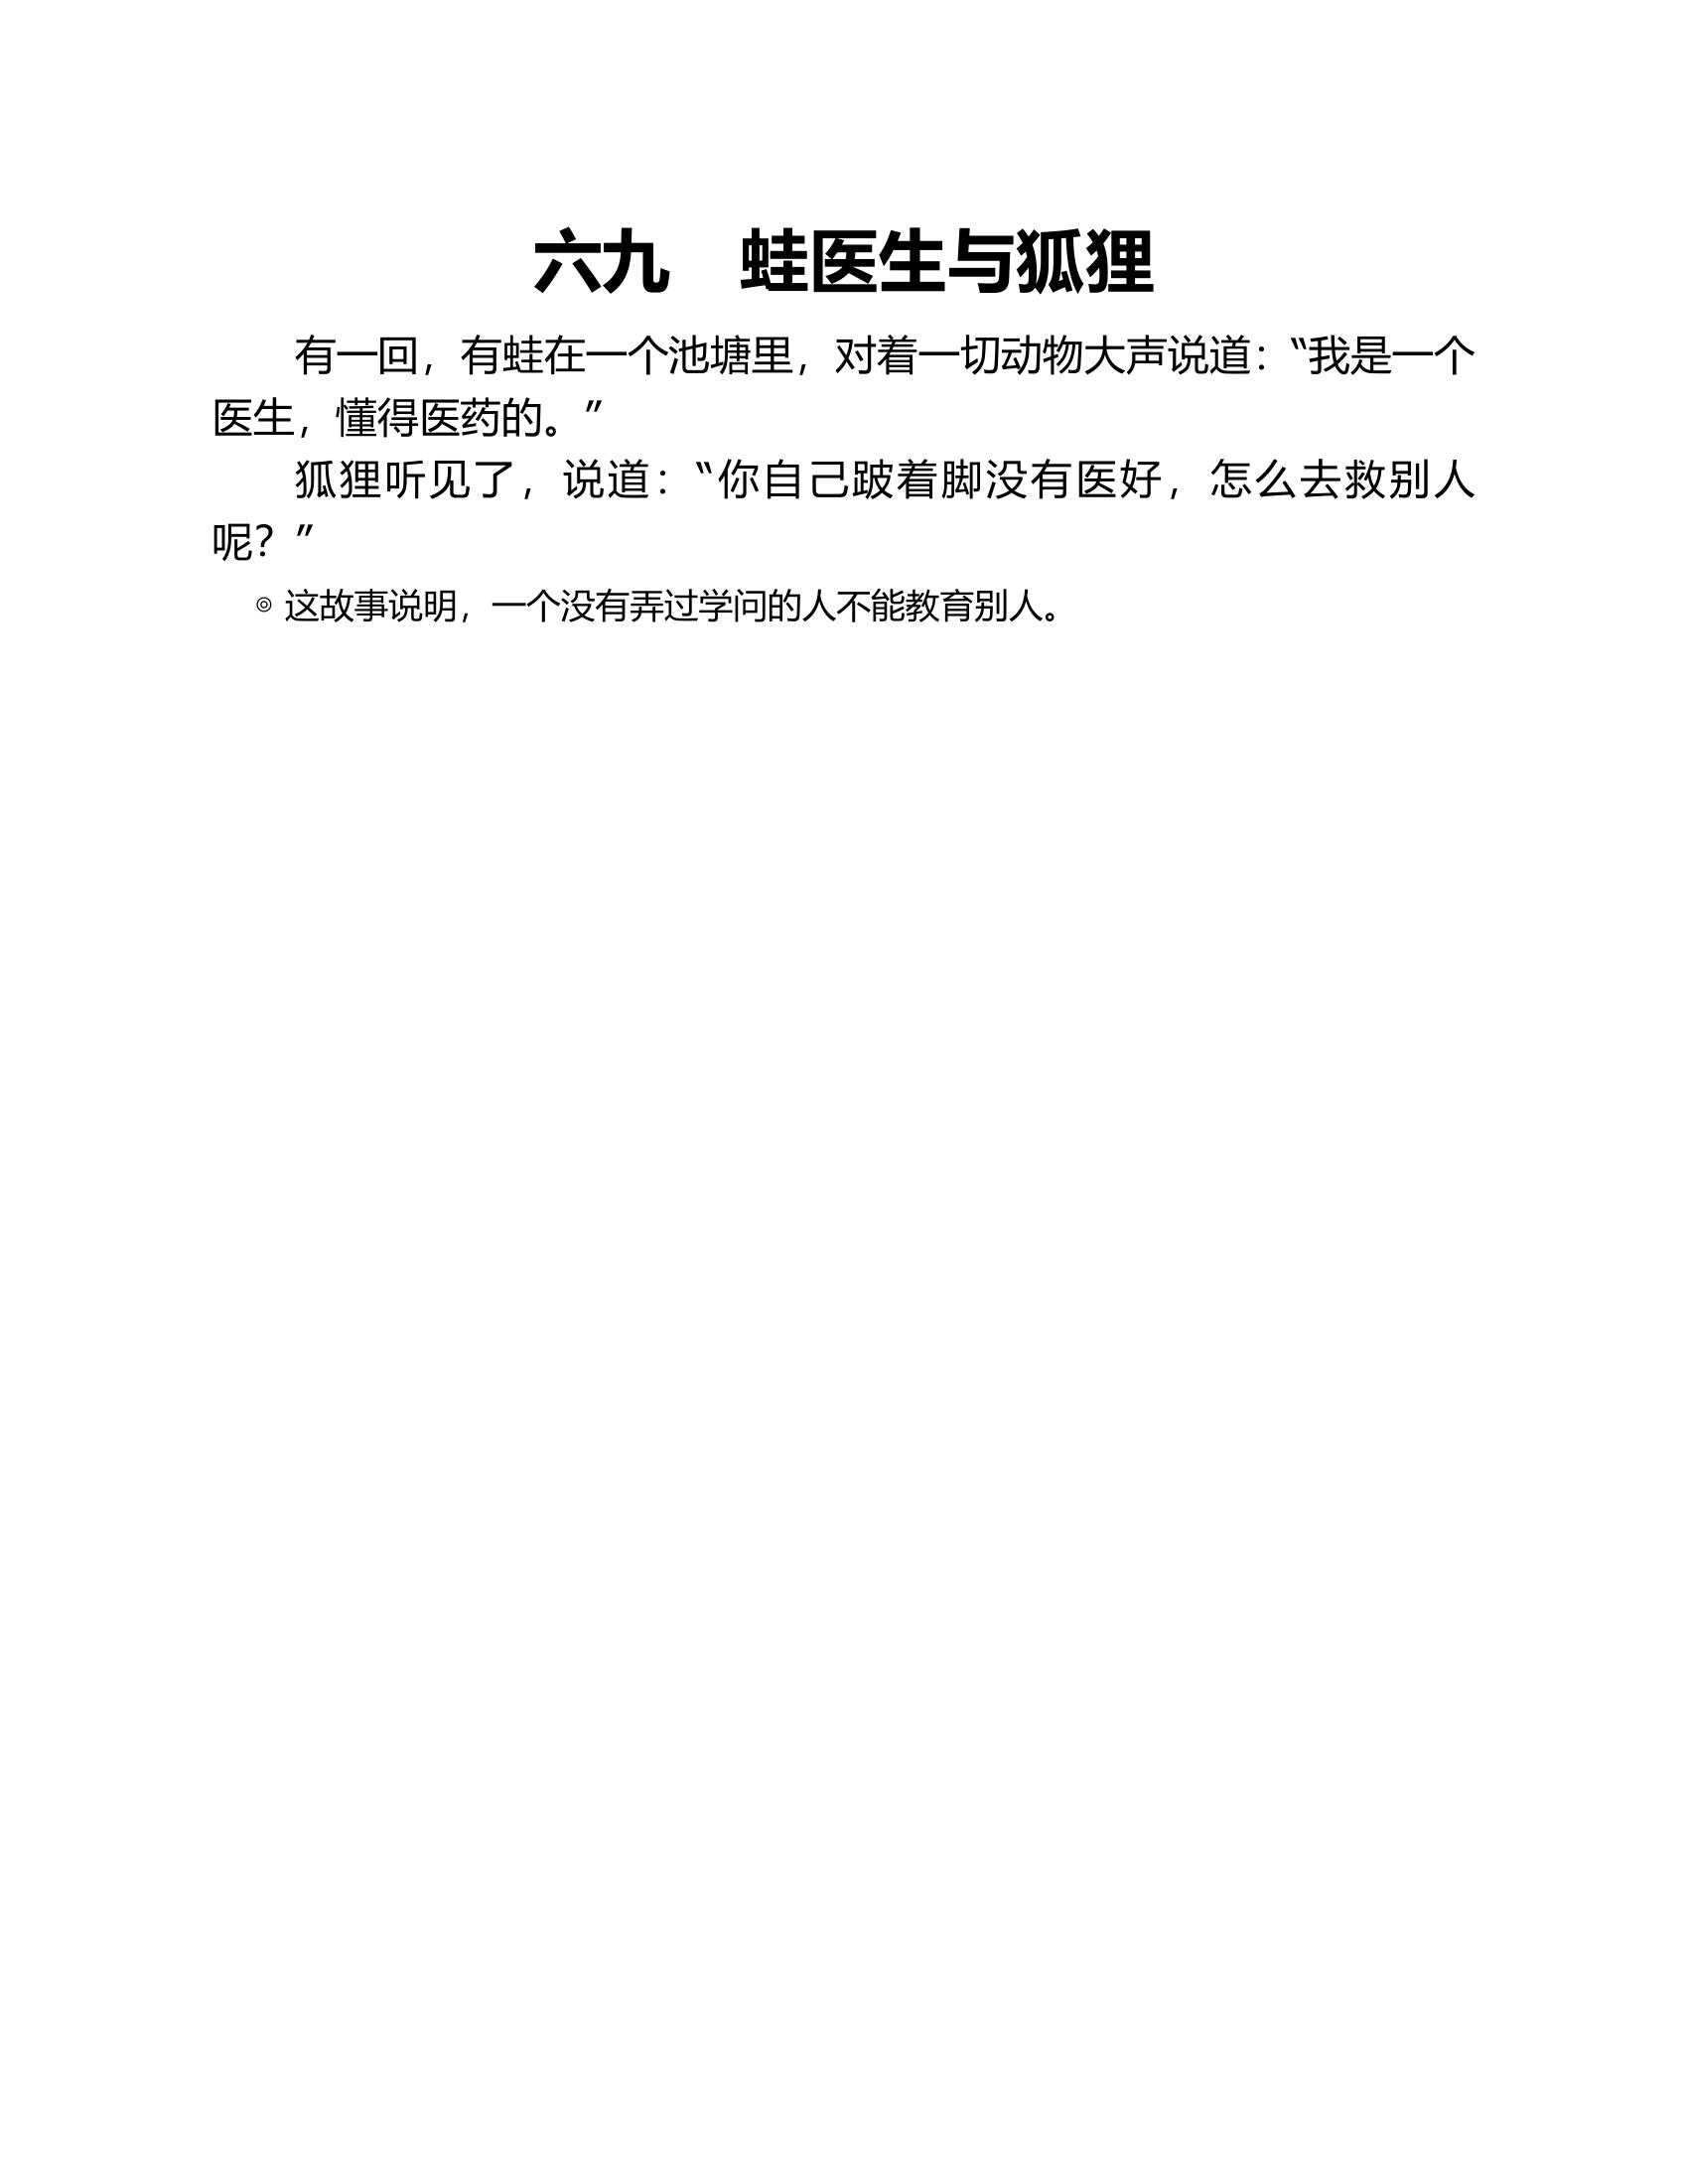 六九　蛙医生与狐狸
有一回，有蛙在一个池塘里，对着一切动物大声说道：“我是一个
医生，懂得医药的。”
狐狸听见了，说道：“你自己跛着脚没有医好，怎么去救别人
呢？”
◎ 这故事说明，一个没有弄过学问的人不能教育别人。